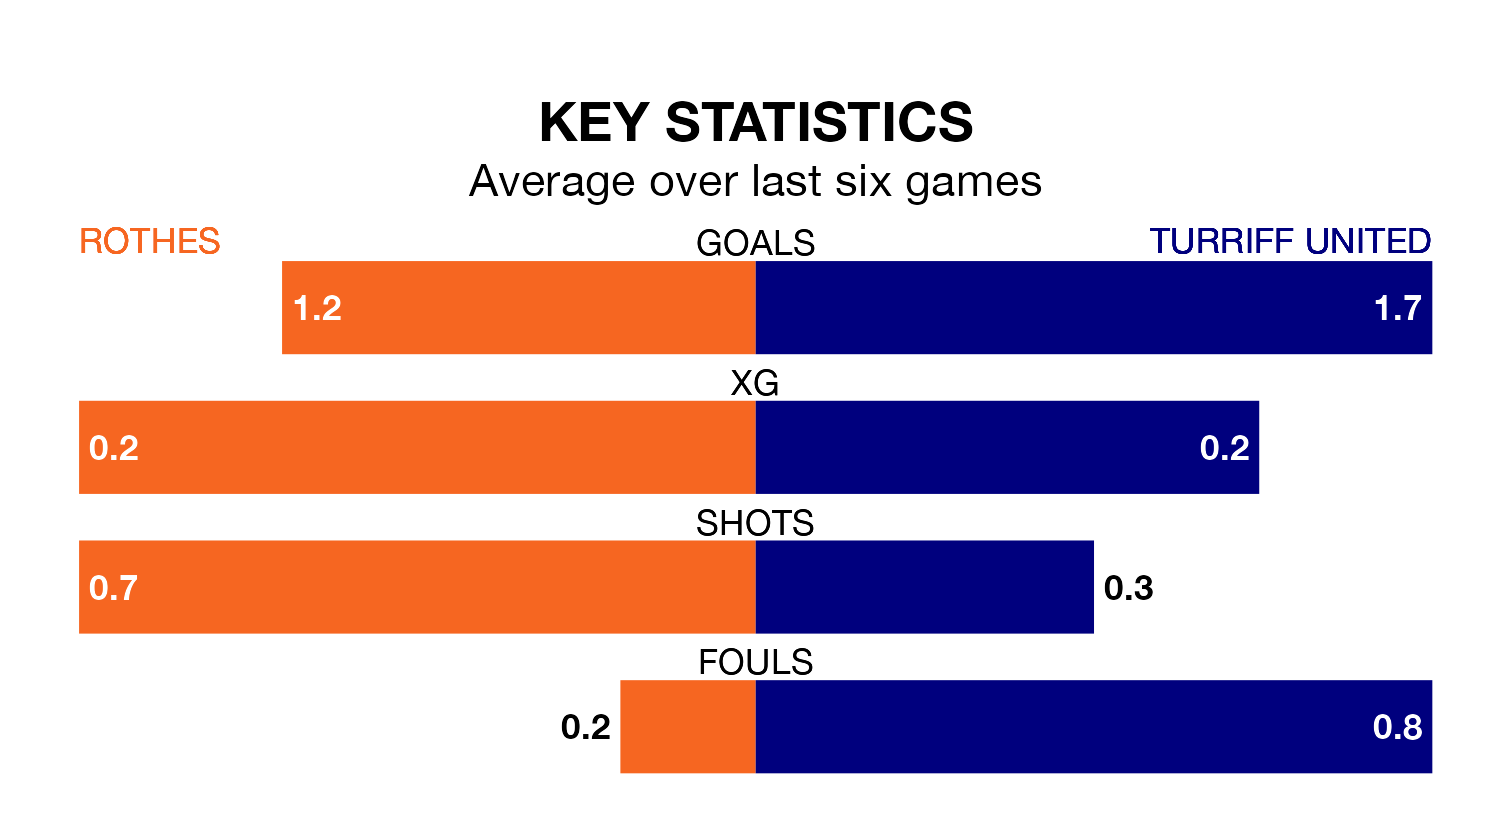 KEY STATISTICS
Average over last six games
ROTHES GOALS TURRIFF UNITED
1.2 1.7
XG
0.2 0.2
SHOTS
0.7 0.3
FOULS
0.2 0.8